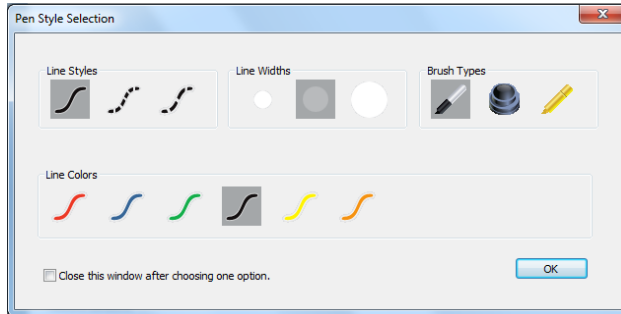 Pen Style Selection
Line Styles
Line Widths
Brush Types
Line Colors
Close this window after choosing one option.
OK